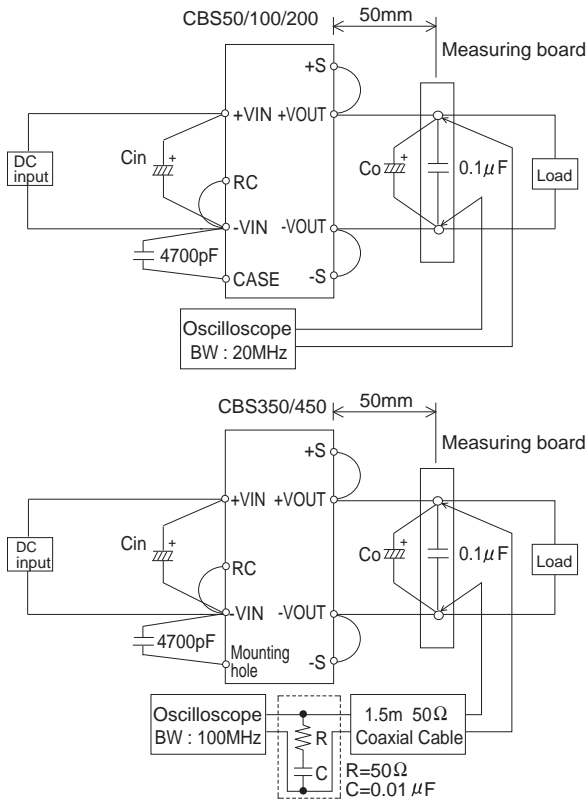 CBS50/100/200
50mm
Measuring board
+S
+VIN +VOUT
DC
input
Cin
+
RC
Co
+
0.1μF
Load
-VIN -VOUT
4700pF
CASE
-S
Oscilloscope
BW : 20MHz
CBS350/450
50mm
Measuring board
+S
+VIN +VOUT
DC
input
Cin
+
RC
Co
+
0.1μF
Load
-VIN -VOUT
4700pF
Mounting
hole
-S
Oscilloscope
BW : 100MHz
R
C
1.5m 50Ω
Coaxial Cable
R=50Ω
C=0.01 μF